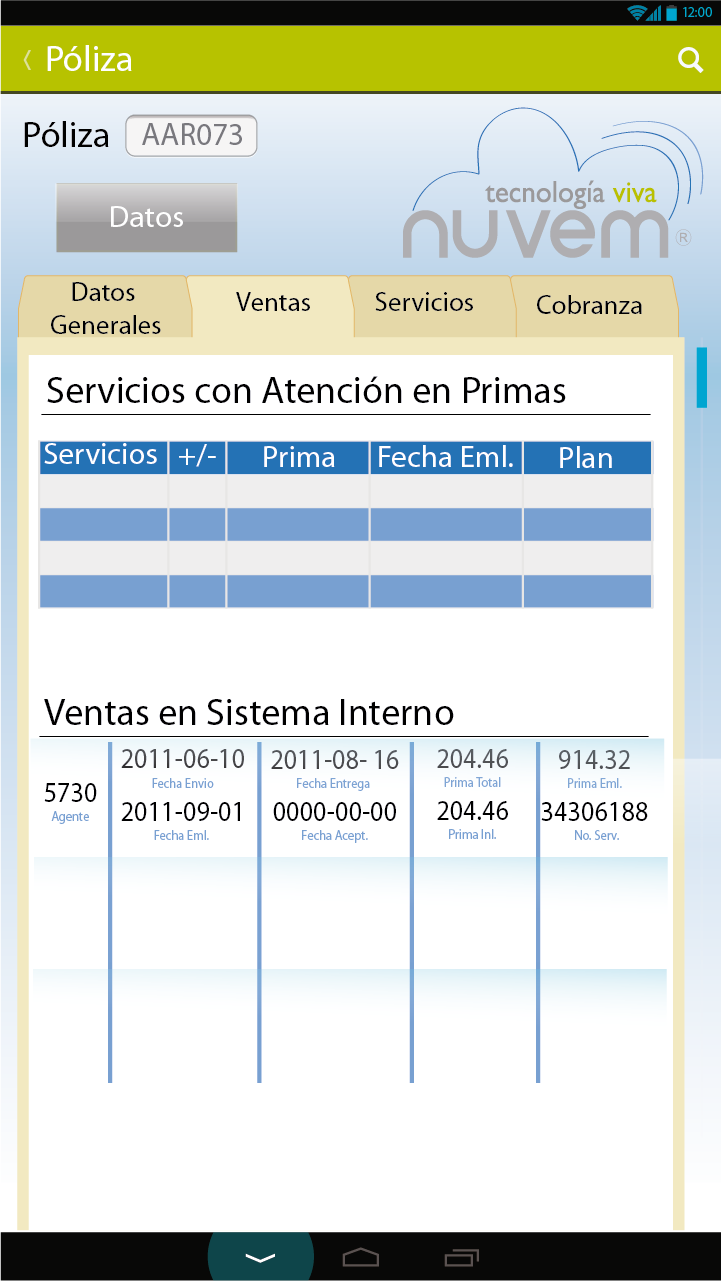 12:00
Póliza
Póliza AAR073
tecnología viva
nuvem®
Datos
Datos Generales
Ventas
Servicios
Cobranza
Servicios con Atención en Primas
Servicios +/- Prima Fecha Eml. Plan
Ventas en Sistema Interno
2011-06-10 2011-08- 16 204.46 914.32
Fecha Envio Fecha Entrega Prima Total Prima Eml.
5730
Agente
2011-09-01 0000-00-00 204.46 34306188
Fecha Eml. Fecha Acept. Prima Inl. No. Serv.